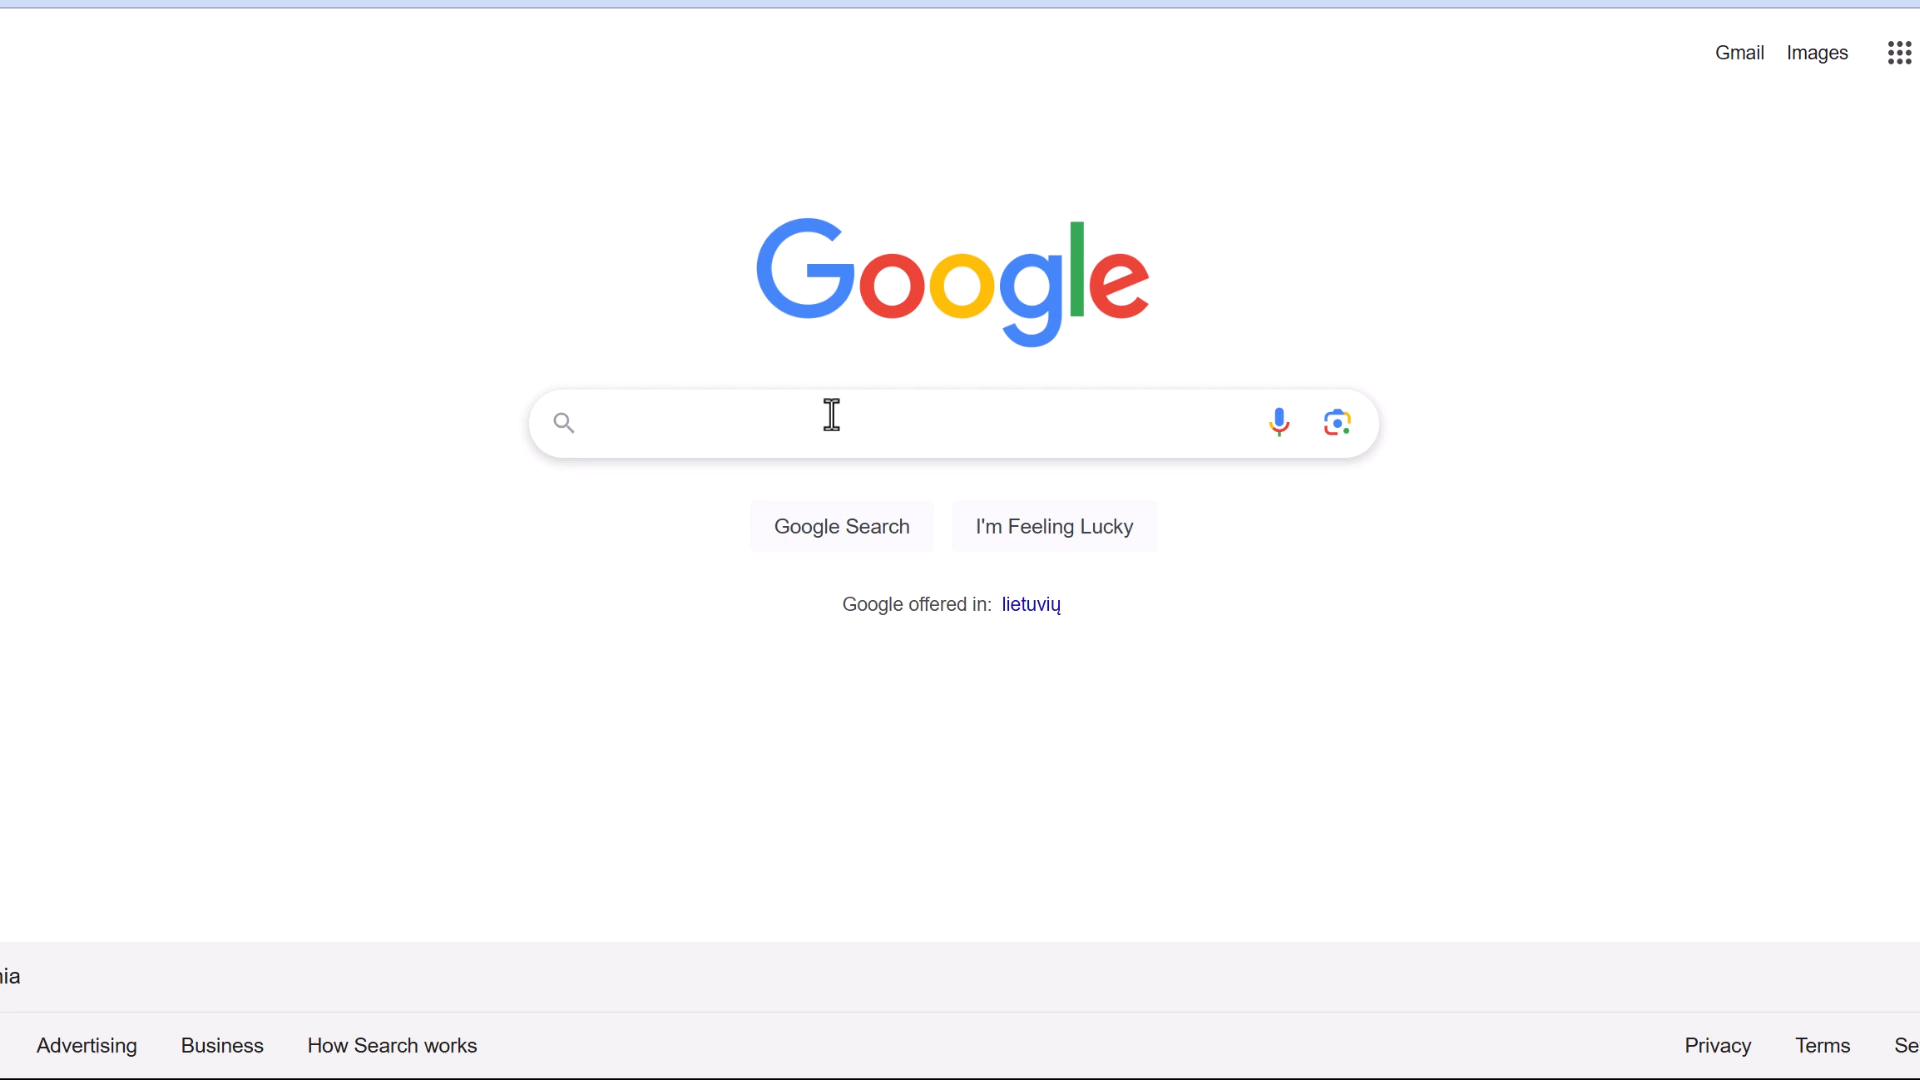 Gmail Images
Google
Google Search I'm Feeling Lucky
Google offered in: lietuvių
nia
Advertising Business How Search works Privacy Terms Se